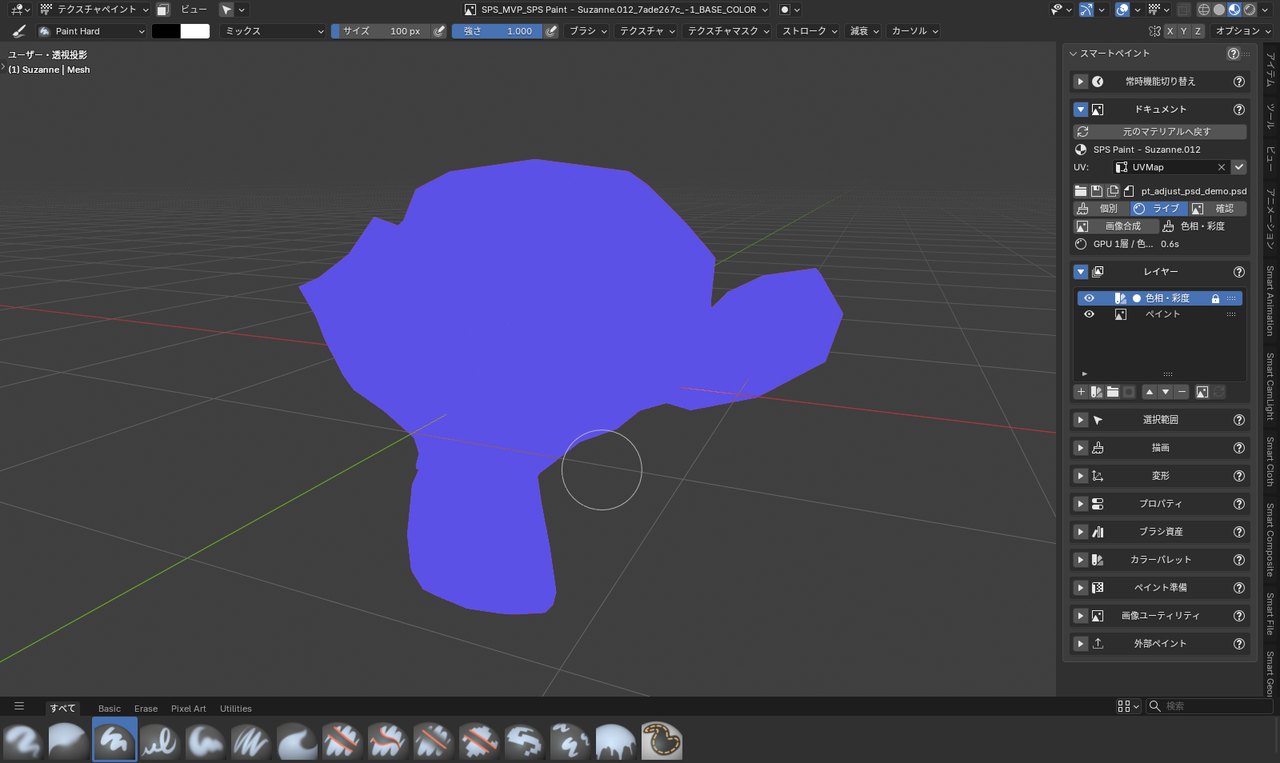 テクスチャペイント ビュー SPS_MVP_SPS Paint - Suzanne.012_7ade267c_-1_BASE_COLOR
Paint Hard ミックス サイズ 100 px 強さ 1.000 ブラシ テクスチャ テクスチャマスク ストローク 減衰 カーソル X Y Z オプション
ユーザー・透視投影
(1) Suzanne | Mesh
スマートペイント
常時機能切り替え
ドキュメント
元のマテリアルへ戻す
SPS Paint - Suzanne.012
UV: UVMap
pt_adjust_psd_demo.psd
個別 ライブ 確認
画像合成 色相・彩度
GPU 1層 / 色... 0.6s
レイヤー
色相・彩度
ペイント
選択範囲
描画
変形
プロパティ
ブラシ資産
カラーパレット
ペイント準備
画像ユーティリティ
外部ペイント
アイテム
ツール
ビュー
アニメーション
Smart Animation
Smart CamLight
Smart Cloth
Smart Composite
Smart File
すべて Basic Erase Pixel Art Utilities 検索